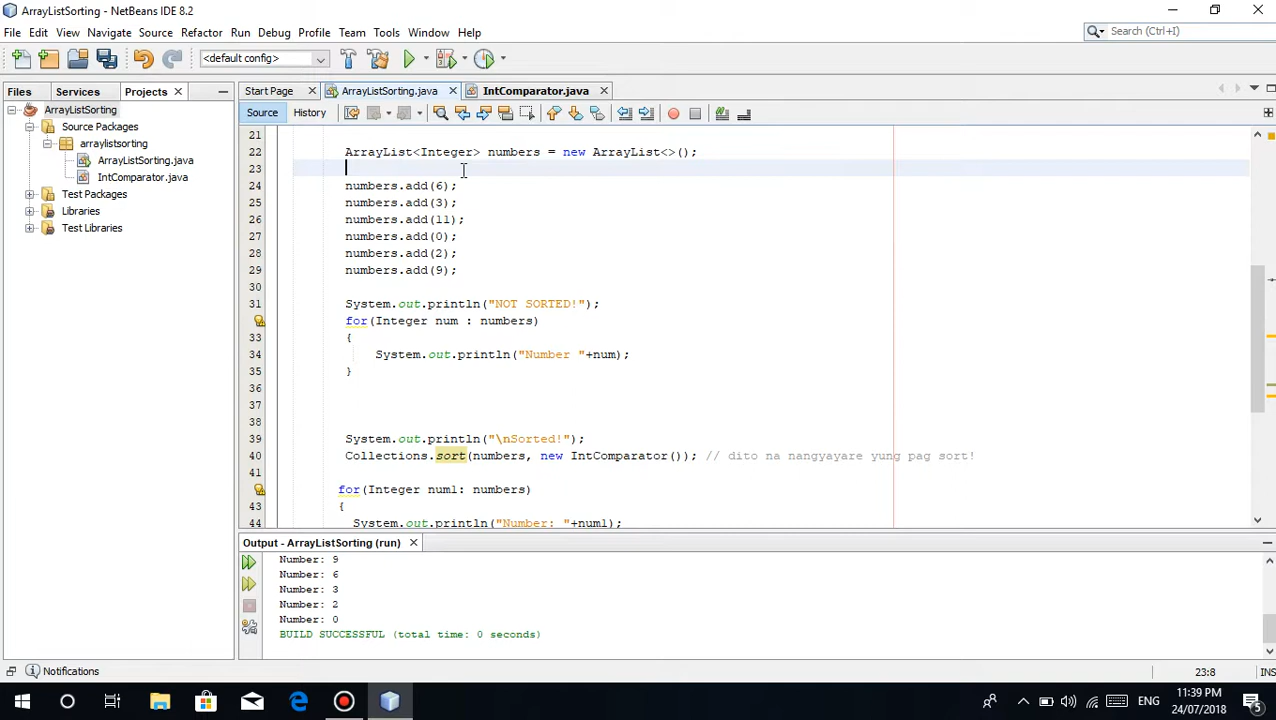 ArrayListSorting - NetBeans IDE 8.2
File Edit View Navigate Source Refactor Run Debug Profile Team Tools Window Help
Search (Ctrl+I)
<default config>
Files Services Projects
Start Page ArrayListSorting.java IntComparator.java
Source History
ArrayListSorting
Source Packages
arraylistsorting
ArrayListSorting.java
IntComparator.java
Test Packages
Libraries
Test Libraries
21
22 ArrayList<Integer> numbers = new ArrayList<>();
23
24 numbers.add(6);
25 numbers.add(3);
26 numbers.add(11);
27 numbers.add(0);
28 numbers.add(2);
29 numbers.add(9);
30
31 System.out.println("NOT SORTED!");
for(Integer num : numbers)
33 {
34 System.out.println("Number "+num);
35 }
36
37
38
39 System.out.println("\nSorted!");
40 Collections.sort(numbers, new IntComparator()); // dito na nangyayare yung pag sort!
41
for(Integer num1: numbers)
43 {
44 System.out.println("Number: "+num1);
Output - ArrayListSorting (run)
Number: 9
Number: 6
Number: 3
Number: 2
Number: 0
BUILD SUCCESSFUL (total time: 0 seconds)
Notifications
23:8 INS
ENG
11:39 PM
24/07/2018
5